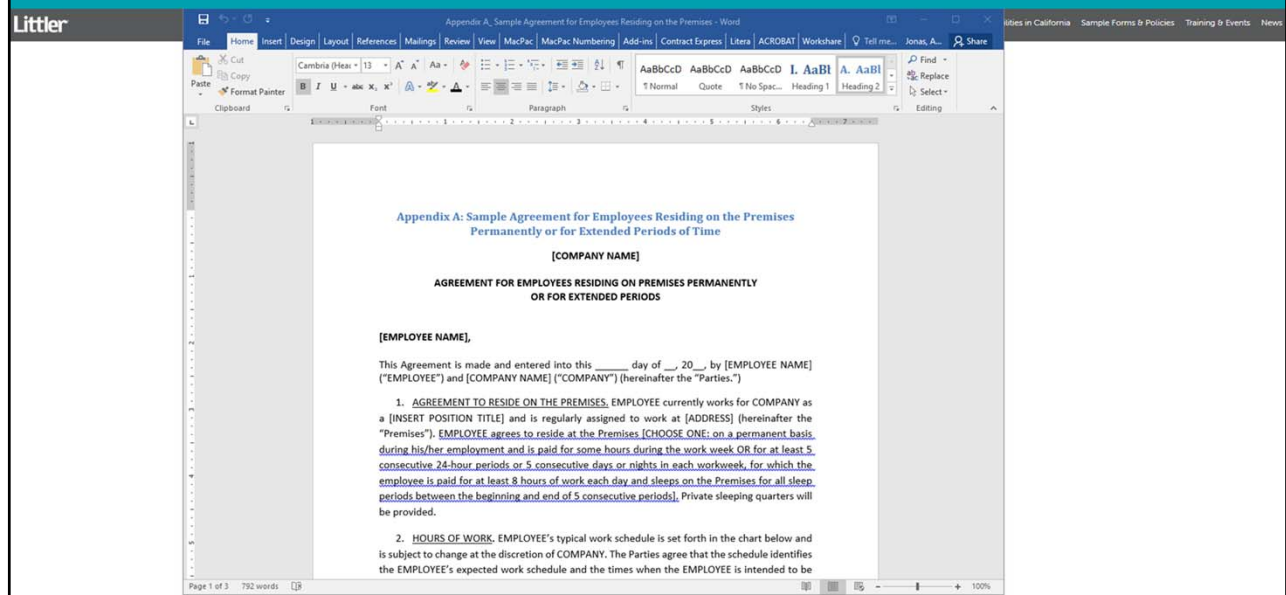 Littler
Appendix A_ Sample Agreement for Employees Residing on the Premises - Word
ilities in California Sample Forms & Policies Training & Events News
File Home Insert Design Layout References Mailings Review View MacPac MacPac Numbering Add-ins Contract Express Litera ACROBAT Workshare Tell me... Jonas, A... Share
Paste
Cut
Copy
Format Painter
Clipboard
Cambria (Heac 13
Font
Paragraph
AaBbCcD AaBbCcD AaBbCcD I. AaBl A. AaBl
¶ Normal Quote ¶ No Spac... Heading 1 Heading 2
Styles
Find
Replace
Select
Editing
Appendix A: Sample Agreement for Employees Residing on the Premises
Permanently or for Extended Periods of Time
[COMPANY NAME]
AGREEMENT FOR EMPLOYEES RESIDING ON PREMISES PERMANENTLY
OR FOR EXTENDED PERIODS
[EMPLOYEE NAME],
This Agreement is made and entered into this ______ day of __, 20__, by [EMPLOYEE NAME]
("EMPLOYEE") and [COMPANY NAME] ("COMPANY") (hereinafter the "Parties.")
1. AGREEMENT TO RESIDE ON THE PREMISES. EMPLOYEE currently works for COMPANY as
a [INSERT POSITION TITLE] and is regularly assigned to work at [ADDRESS] (hereinafter the
"Premises"). EMPLOYEE agrees to reside at the Premises [CHOOSE ONE: on a permanent basis
during his/her employment and is paid for some hours during the work week OR for at least 5
consecutive 24-hour periods or 5 consecutive days or nights in each workweek, for which the
employee is paid for at least 8 hours of work each day and sleeps on the Premises for all sleep
periods between the beginning and end of 5 consecutive periods]. Private sleeping quarters will
be provided.
2. HOURS OF WORK. EMPLOYEE's typical work schedule is set forth in the chart below and
is subject to change at the discretion of COMPANY. The Parties agree that the schedule identifies
the EMPLOYEE's expected work schedule and the times when the EMPLOYEE is intended to be
Page 1 of 3 792 words
100%